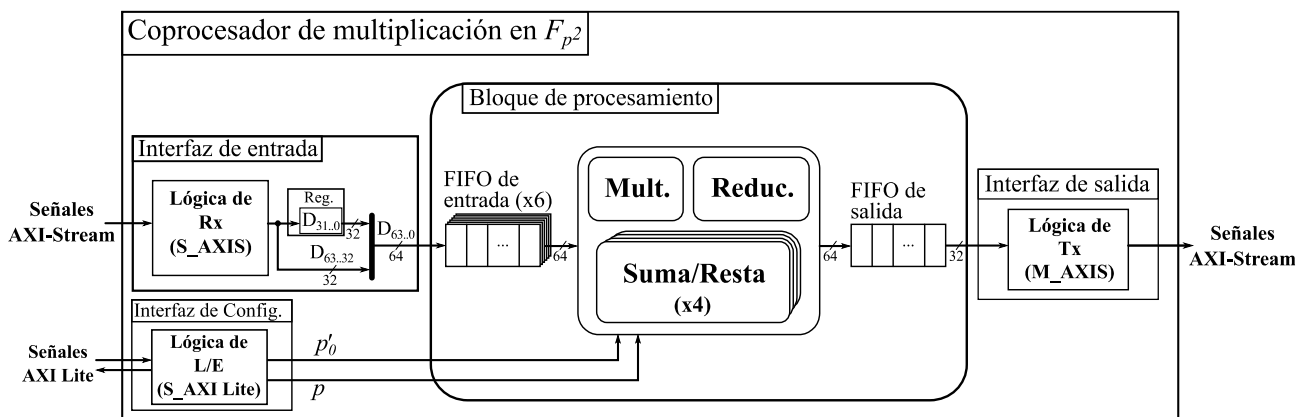 Coprocesador de multiplicación en F_{p^2}
Bloque de procesamiento
Interfaz de entrada
Señales
AXI-Stream
Lógica de
Rx
(S_AXIS)
Reg.
D_{31..0}
32
D_{63..32}
32
D_{63..0}
64
FIFO de
entrada (x6)
...
64
Mult.
Reduc.
Suma/Resta
(x4)
64
FIFO de
salida
...
32
Interfaz de salida
Lógica de
Tx
(M_AXIS)
Señales
AXI-Stream
Interfaz de Config.
Señales
AXI Lite
Lógica de
L/E
(S_AXI Lite)
p'_0
p